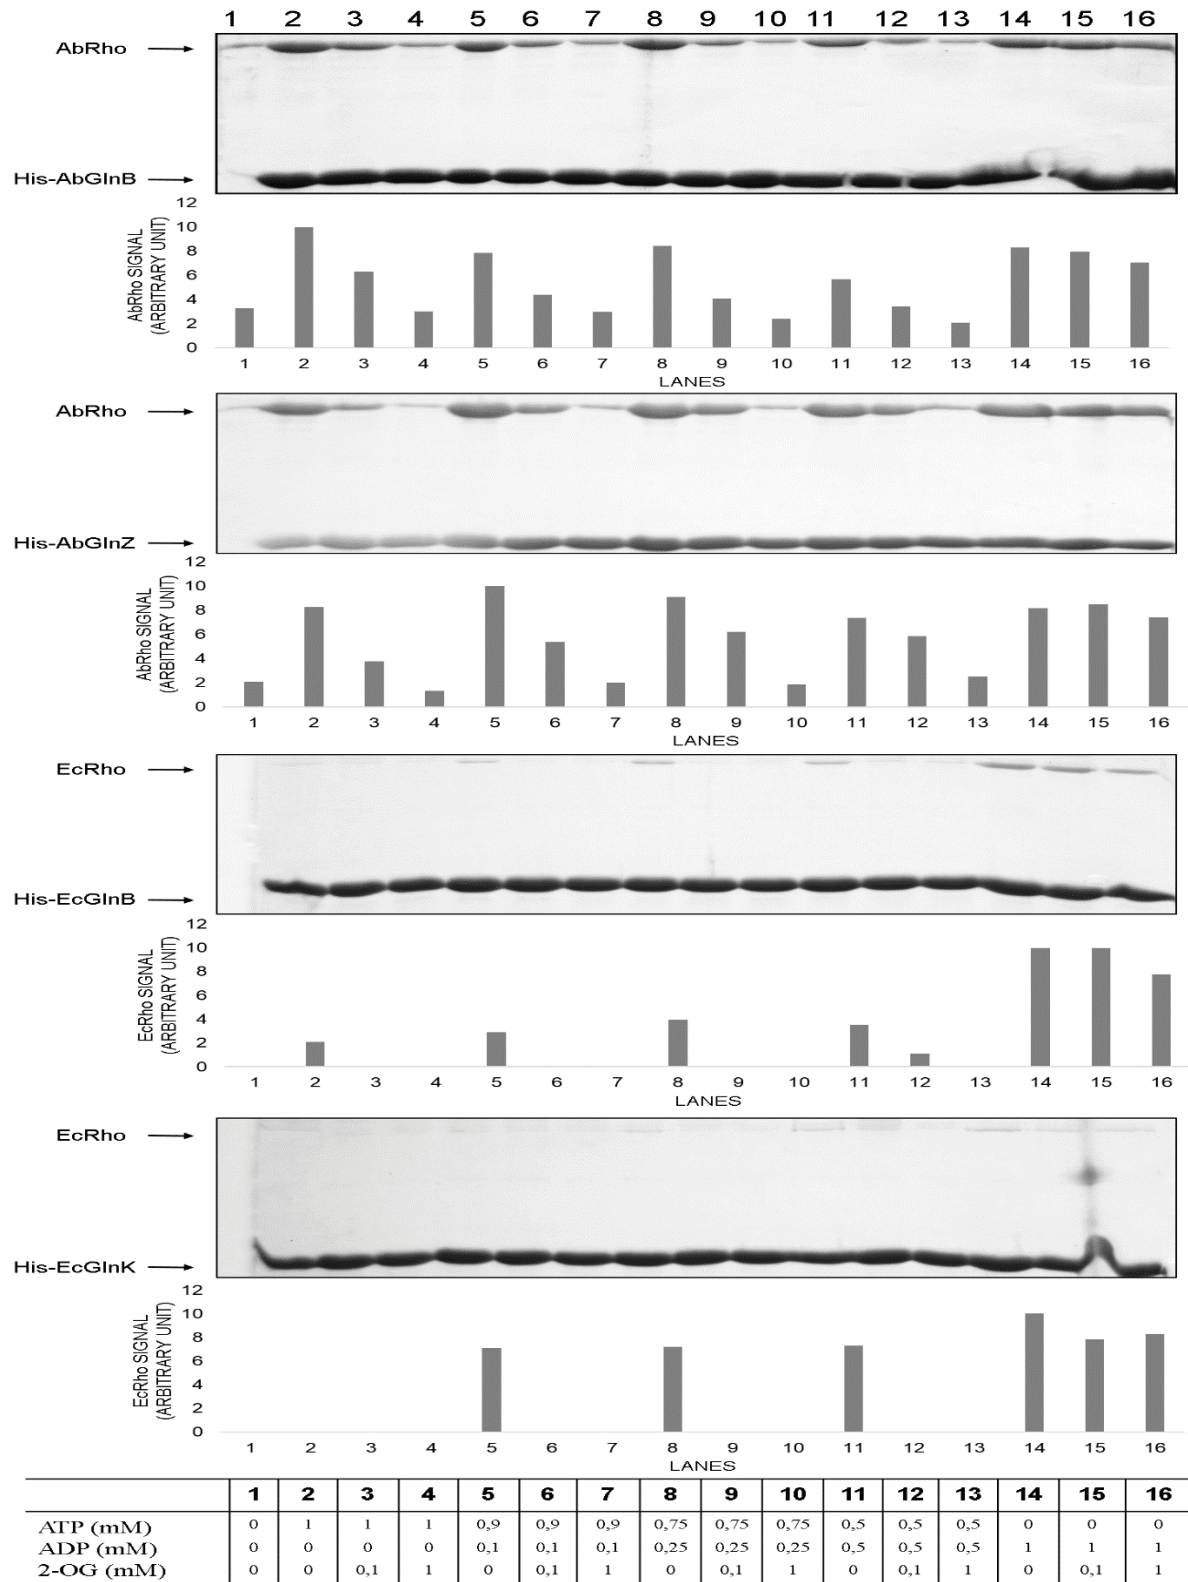 1 2 3 4 5 6 7 8 9 10 11 12 13 14 15 16
AbRho
His-AbGlnB
AbRho SIGNAL
(ARBITRARY UNIT)
12
10
8
6
4
2
0
1 2 3 4 5 6 7 8 9 10 11 12 13 14 15 16
LANES
AbRho
His-AbGlnZ
AbRho SIGNAL
(ARBITRARY UNIT)
12
10
8
6
4
2
0
1 2 3 4 5 6 7 8 9 10 11 12 13 14 15 16
LANES
EcRho
His-EcGlnB
EcRho SIGNAL
(ARBITRARY UNIT)
12
10
8
6
4
2
0
1 2 3 4 5 6 7 8 9 10 11 12 13 14 15 16
LANES
EcRho
His-EcGlnK
EcRho SIGNAL
(ARBITRARY UNIT)
12
10
8
6
4
2
0
1 2 3 4 5 6 7 8 9 10 11 12 13 14 15 16
LANES
1 2 3 4 5 6 7 8 9 10 11 12 13 14 15 16
ATP (mM) 0 1 1 1 0,9 0,9 0,9 0,75 0,75 0,75 0,5 0,5 0,5 0 0 0
ADP (mM) 0 0 0 0 0,1 0,1 0,1 0,25 0,25 0,25 0,5 0,5 0,5 1 1 1
2-OG (mM) 0 0 0,1 1 0 0,1 1 0 0,1 1 0 0,1 1 0 0,1 1